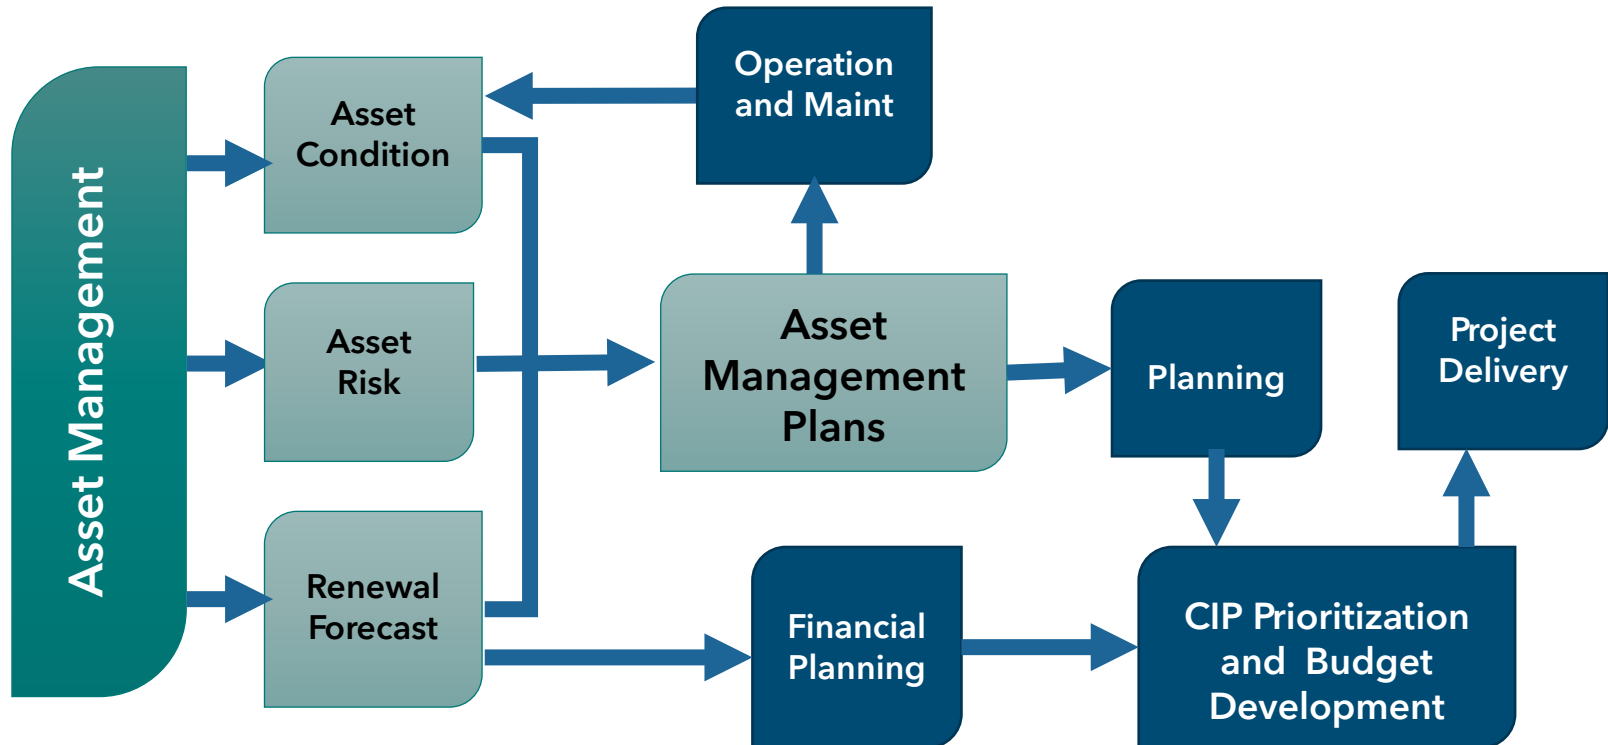 Asset Management
Asset
Condition
Operation
and Maint
Asset
Risk
Asset
Management
Plans
Planning
Project
Delivery
Renewal
Forecast
Financial
Planning
CIP Prioritization
and Budget
Development